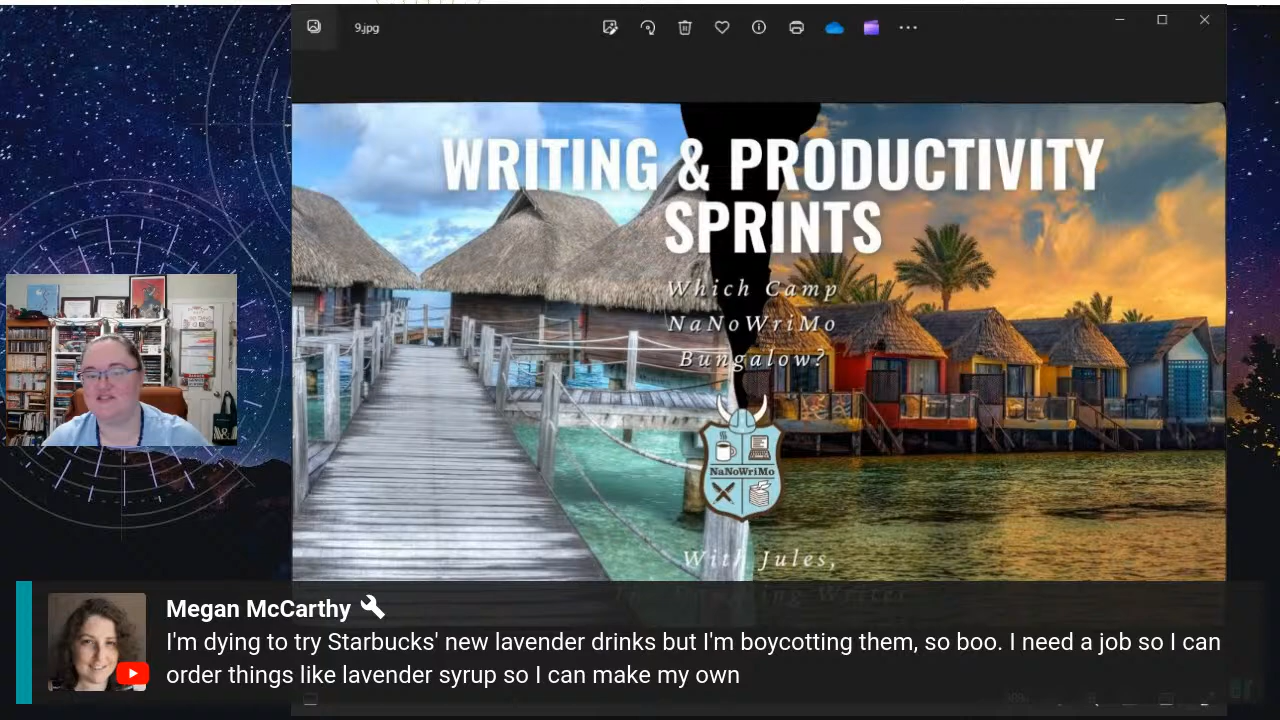 9.jpg
WRITING & PRODUCTIVITY
SPRINTS
Which Camp
NaNoWriMo
Bungalow?
NaNoWriMo
With Jules,
Megan McCarthy
I'm dying to try Starbucks' new lavender drinks but I'm boycotting them, so boo. I need a job so I can
order things like lavender syrup so I can make my own